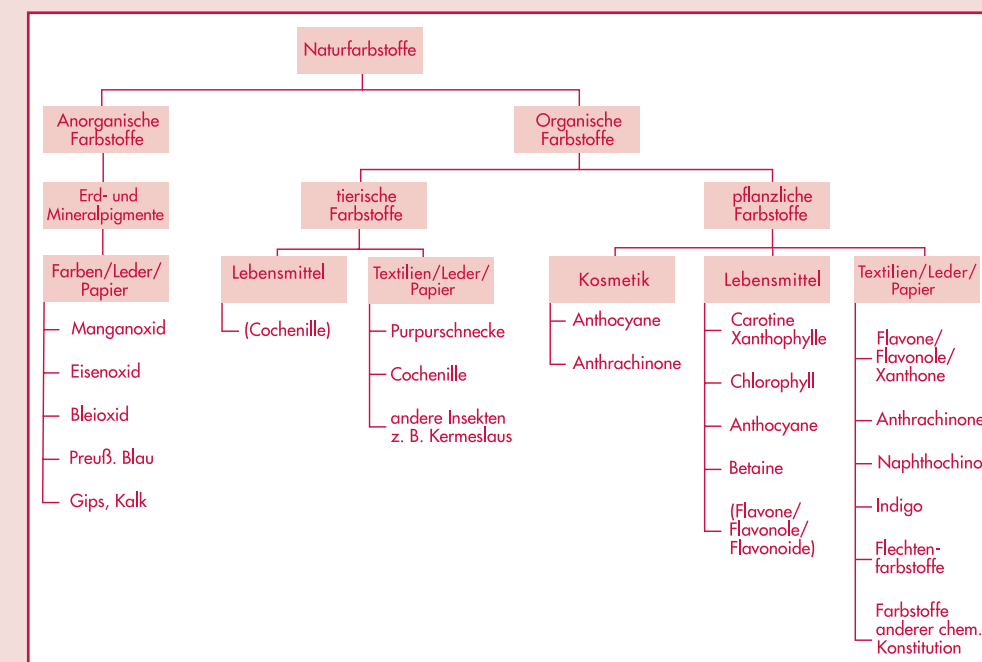 Naturfarbstoffe
Anorganische
Farbstoffe
Organische
Farbstoffe
Erd- und
Mineralpigmente
tierische
Farbstoffe
pflanzliche
Farbstoffe
Farben/Leder/
Papier
Lebensmittel
Textilien/Leder/
Papier
Kosmetik
Lebensmittel
Textilien/Leder/
Papier
Manganoxid
Eisenoxid
Bleioxid
Preuß. Blau
Gips, Kalk
(Cochenille)
Purpurschnecke
Cochenille
andere Insekten
z. B. Kermeslaus
Anthocyane
Anthrachinone
Carotine
Xanthophylle
Chlorophyll
Anthocyane
Betaine
(Flavone/
Flavonole/
Flavonoide)
Flavone/
Flavonole/
Xanthone
Anthrachinone
Naphthochino
Indigo
Flechten-
farbstoffe
Farbstoffe
anderer chem.
Konstitution